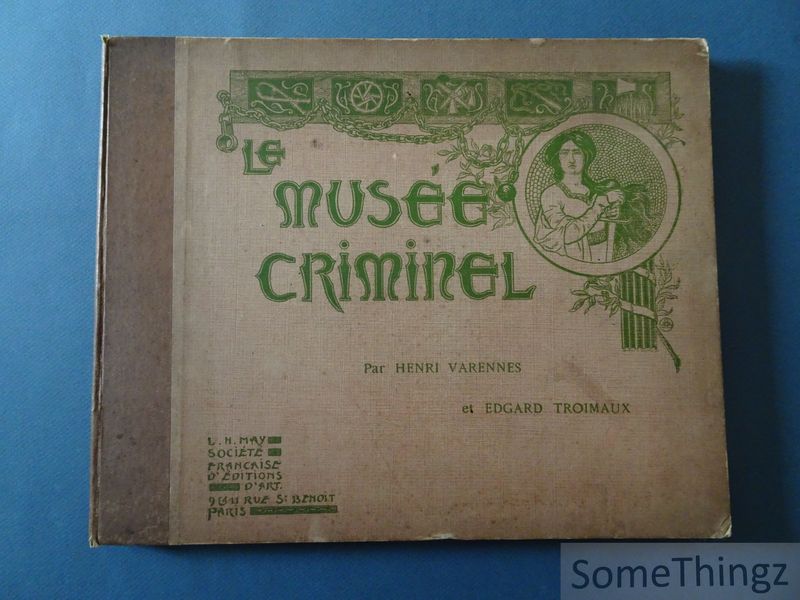 LE
MUSÉE
CRIMINEL
Par HENRI VARENNES
et EDGARD TROIMAUX
L. H. MAY
SOCIÉTÉ
FRANCAISE
D'ÉDITIONS
D'ART.
9 & 11 RUE St BENOIT
PARIS
SomeThingz